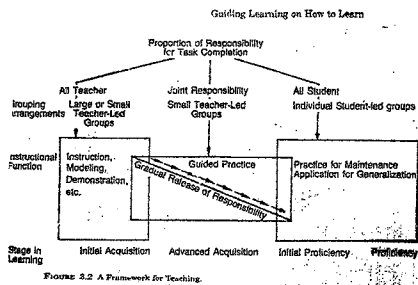 Guiding Learning on How to Learn
Proportion of Responsibility
for Task Completion
All Teacher
Joint Responsibility
All Student
rouping
rrangements
Large or Small
Teacher-Led
Groups
Small Teacher-Led
Groups
Individual Student-led groups
nstructional
Function
Instruction,
Modeling,
Demonstration,
etc.
Guided Practice
Gradual Release of Responsibility
Practice for Maintenance
Application for Generalization
Stage in
Learning
Initial Acquisition
Advanced Acquisition
Initial Proficiency
Proficiency
FIGURE 2.2 A Framework for Teaching.